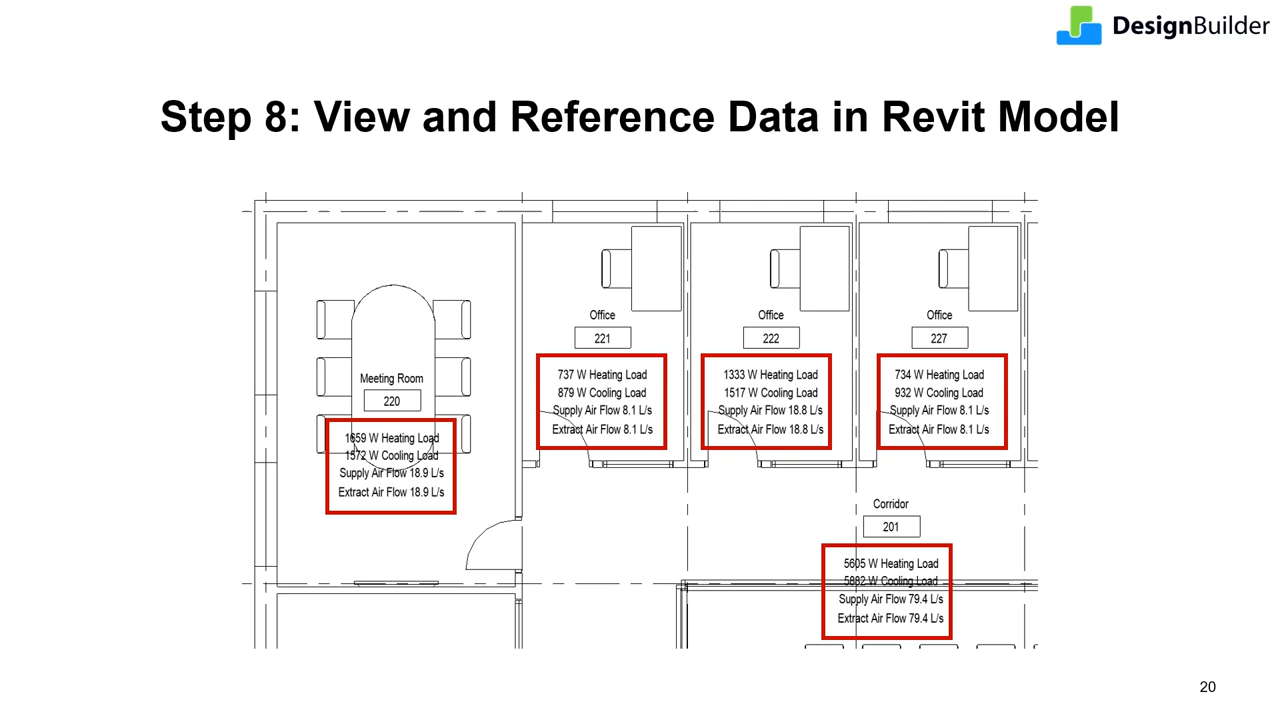 DesignBuilder
Step 8: View and Reference Data in Revit Model
Office
221
737 W Heating Load
879 W Cooling Load
Supply Air Flow 8.1 L/s
Extract Air Flow 8.1 L/s
Office
222
1333 W Heating Load
1517 W Cooling Load
Supply Air Flow 18.8 L/s
Extract Air Flow 18.8 L/s
Office
227
734 W Heating Load
932 W Cooling Load
Supply Air Flow 8.1 L/s
Extract Air Flow 8.1 L/s
Meeting Room
220
1659 W Heating Load
1572 W Cooling Load
Supply Air Flow 18.9 L/s
Extract Air Flow 18.9 L/s
Corridor
201
5605 W Heating Load
5882 W Cooling Load
Supply Air Flow 79.4 L/s
Extract Air Flow 79.4 L/s
20